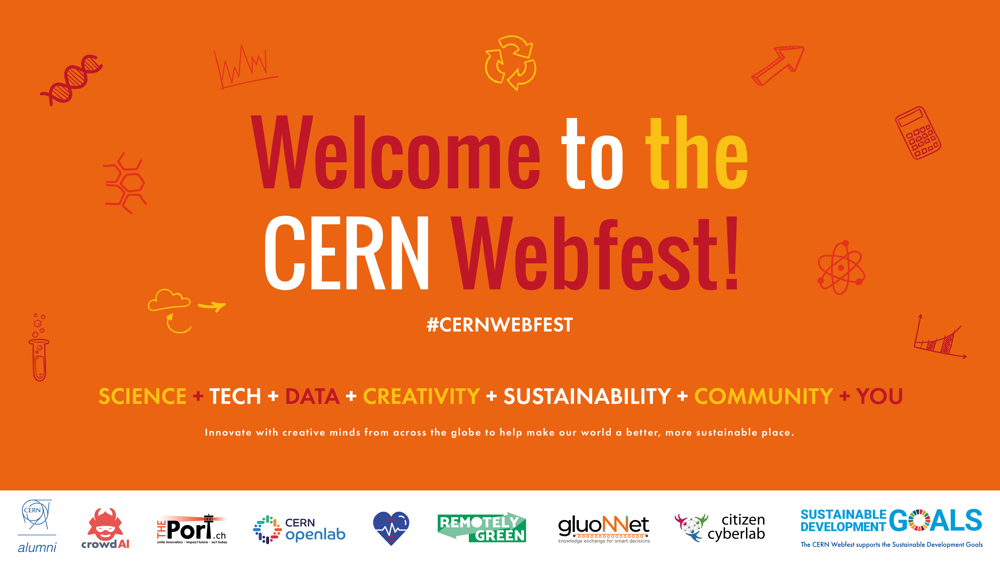 Welcome to the
CERN Webfest!
#CERNWEBFEST
SCIENCE + TECH + DATA + CREATIVITY + SUSTAINABILITY + COMMUNITY + YOU
Innovate with creative minds from across the globe to help make our world a better, more sustainable place.
CERN
alumni
crowdAI
THE PorT.ch
unite innovators · impact future · act today
CERN
openlab
CERN
Fitness
Club
REMOTELY
GREEN
gluoNNet
knowledge exchange for smart decisions
citizen
cyberlab
SUSTAINABLE
DEVELOPMENT
GOALS
The CERN Webfest supports the Sustainable Development Goals